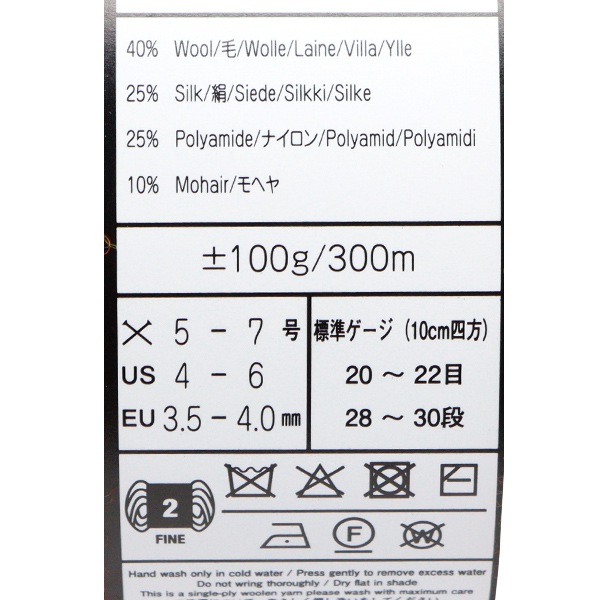 40% Wool/毛/Wolle/Laine/Villa/Ylle
25% Silk/絹/Siede/Silkki/Silke
25% Polyamide/ナイロン/Polyamid/Polyamidi
10% Mohair/モヘヤ
±100g/300m
5 - 7 号
US 4 - 6
EU 3.5 - 4.0 mm
標準ゲージ (10cm四方)
20 ～ 22目
28 ～ 30段
2
FINE
F
W
Hand wash only in cold water / Press gently to remove excess water
Do not wring thoroughly / Dry flat in shade
This is a single-ply woolen yarn please with maximum care